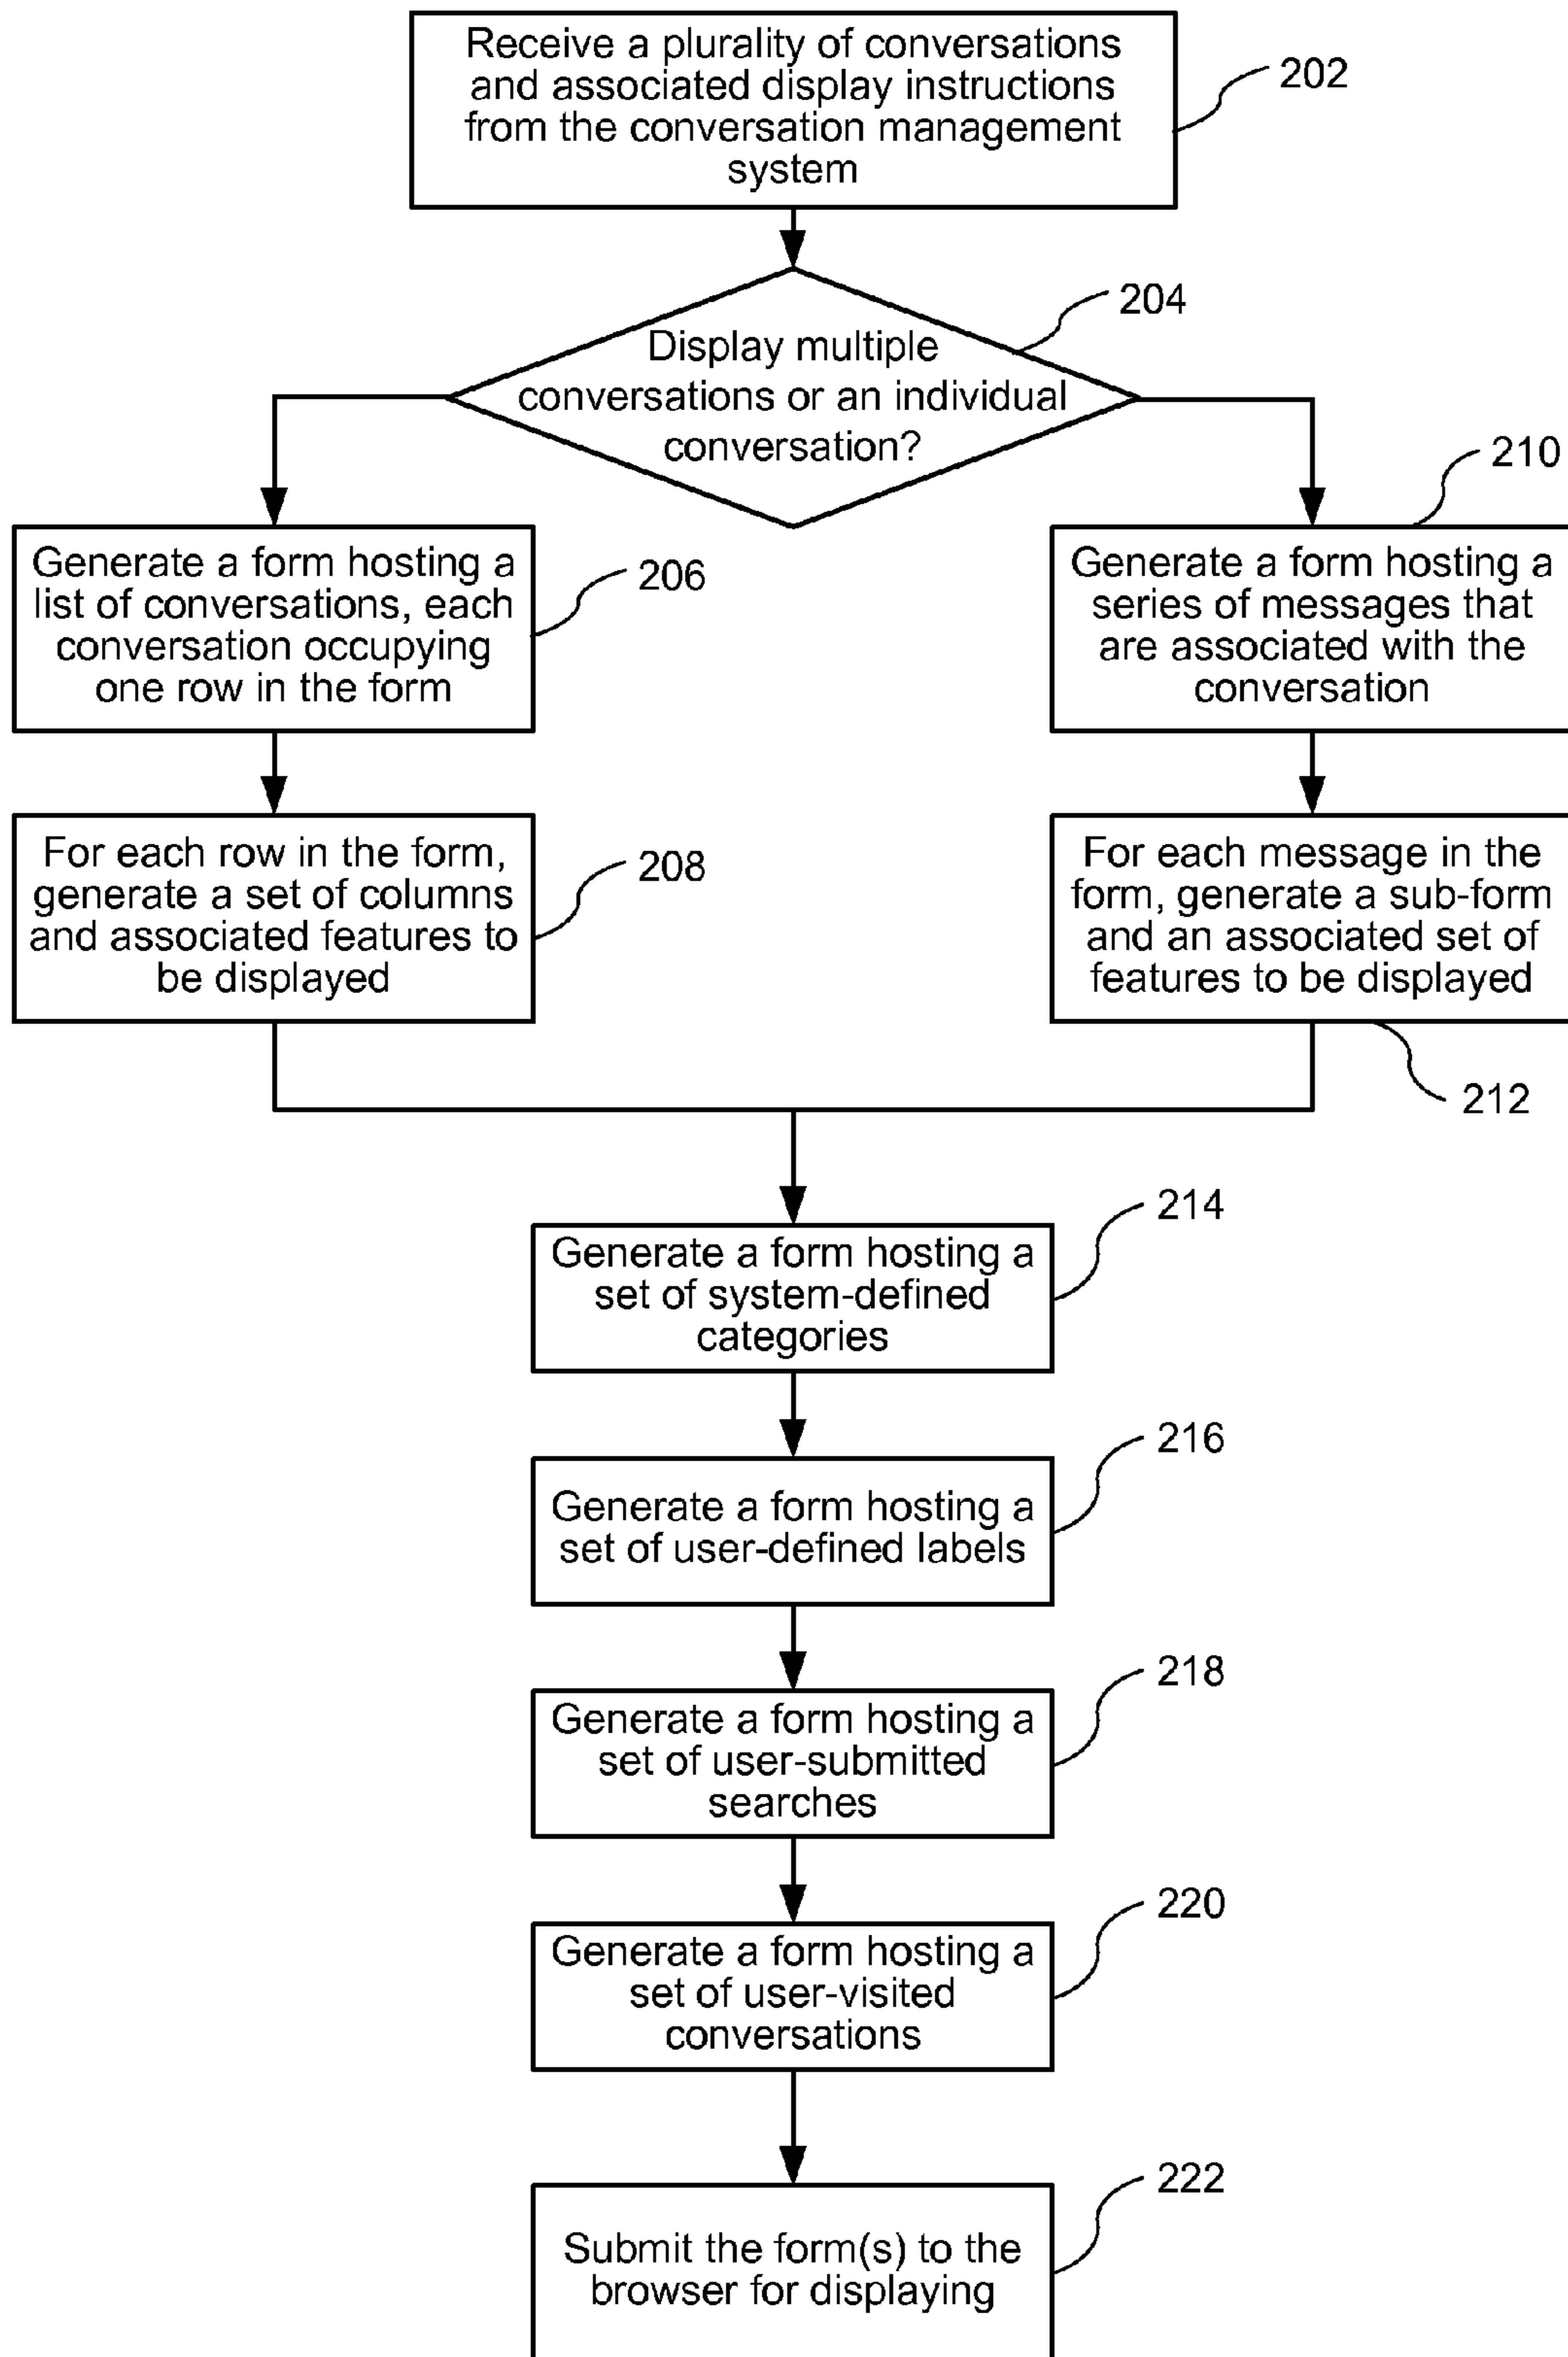 Receive a plurality of conversations
and associated display instructions
from the conversation management
system
202
204
Display multiple
conversations or an individual
conversation?
210
Generate a form hosting a
list of conversations, each
conversation occupying
one row in the form
206
Generate a form hosting a
series of messages that
are associated with the
conversation
For each row in the form,
generate a set of columns
and associated features to
be displayed
208
For each message in the
form, generate a sub-form
and an associated set of
features to be displayed
212
214
Generate a form hosting a
set of system-defined
categories
216
Generate a form hosting a
set of user-defined labels
218
Generate a form hosting a
set of user-submitted
searches
220
Generate a form hosting a
set of user-visited
conversations
222
Submit the form(s) to the
browser for displaying